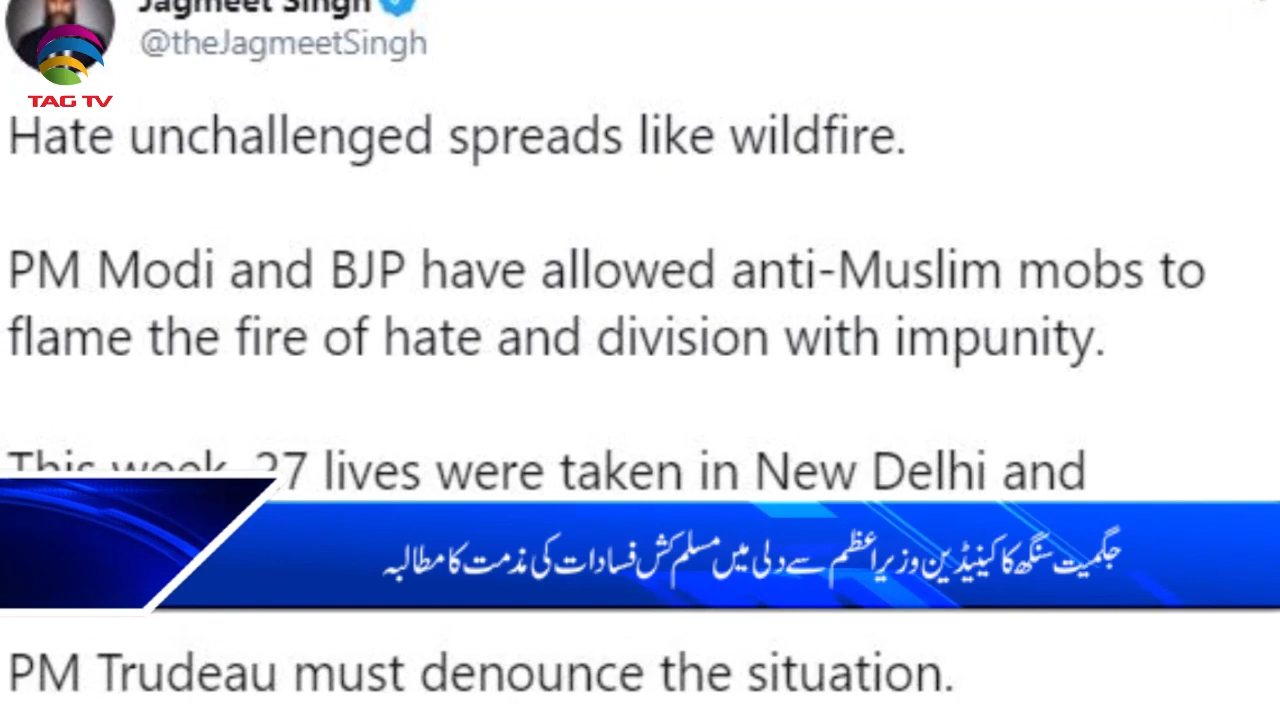 Jagmeet Singh
@theJagmeetSingh
TAG TV
Hate unchallenged spreads like wildfire.
PM Modi and BJP have allowed anti-Muslim mobs to
flame the fire of hate and division with impunity.
This week, 27 lives were taken in New Delhi and
جگمیت سنگھ کا کینیڈین وزیراعظم سے دلی میں مسلم کش فسادات کی مذمت کا مطالبہ
PM Trudeau must denounce the situation.